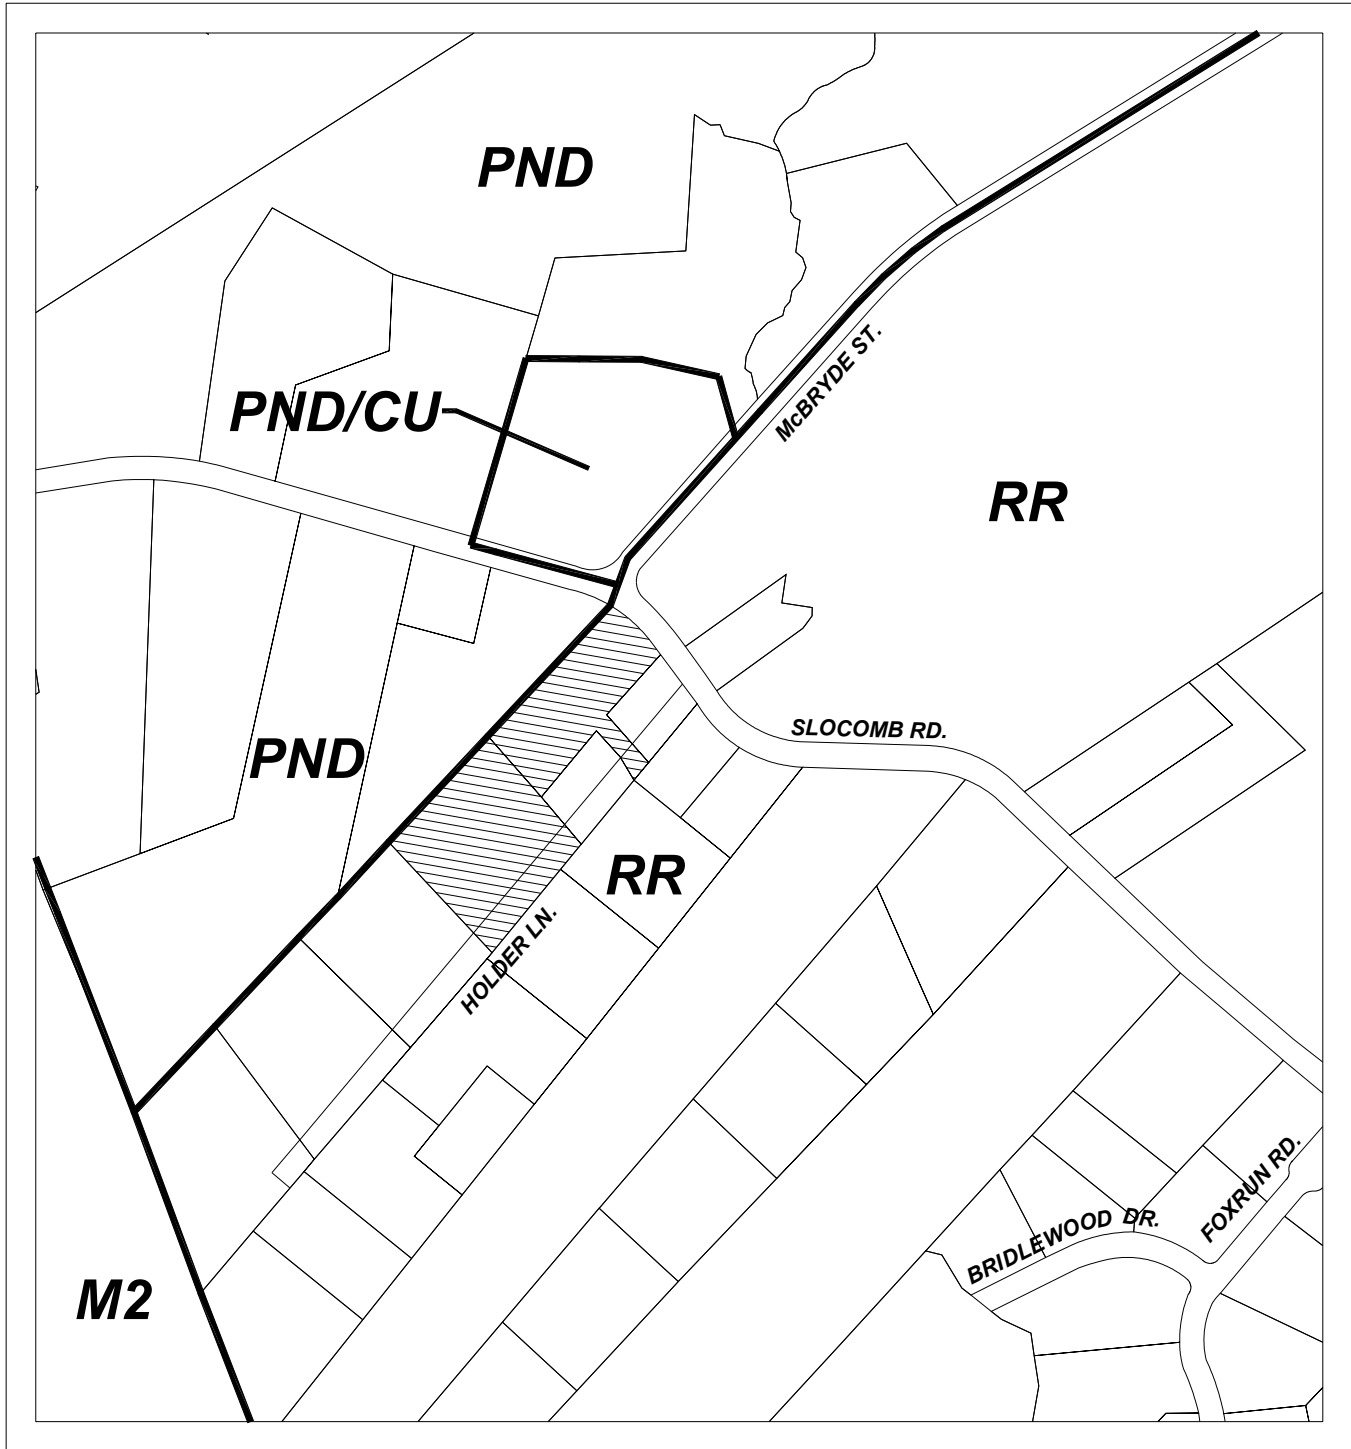 PND
McBRYDE ST.
PND/CU
RR
SLOCOMB RD.
PND
RR
HOLDER LN.
FOXRUN RD.
BRIDLEWOOD DR.
M2